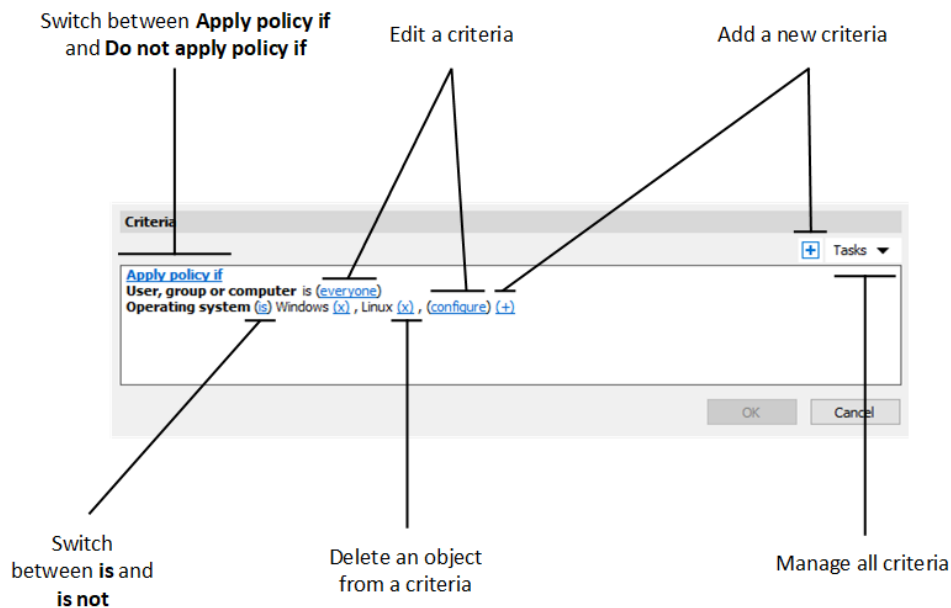 Switch between Apply policy if
and Do not apply policy if
Edit a criteria
Add a new criteria
Criteria
+ Tasks
Apply policy if
User, group or computer is (everyone)
Operating system (is) Windows (x) , Linux (x) , (configure) (+)
OK
Cancel
Switch
between is and
is not
Delete an object
from a criteria
Manage all criteria